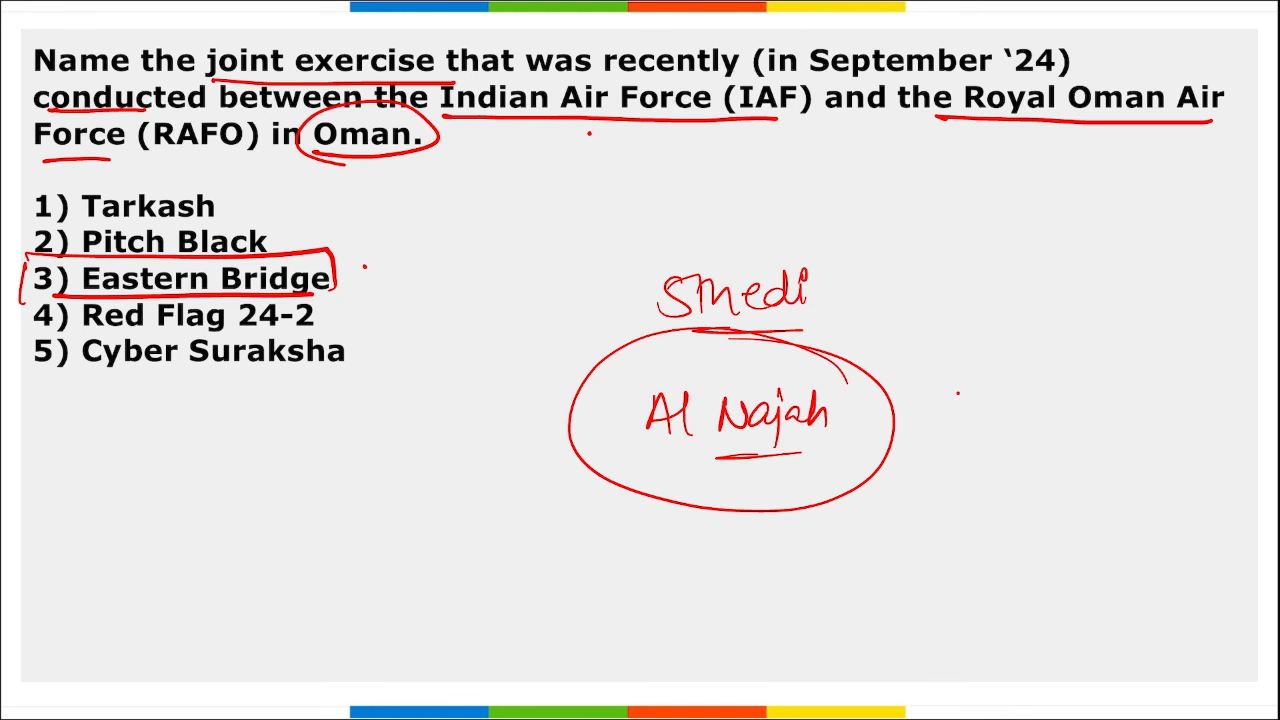 Name the joint exercise that was recently (in September ‘24)
conducted between the Indian Air Force (IAF) and the Royal Oman Air
Force (RAFO) in Oman.
1) Tarkash
2) Pitch Black
3) Eastern Bridge
4) Red Flag 24-2
5) Cyber Suraksha
Al Najah